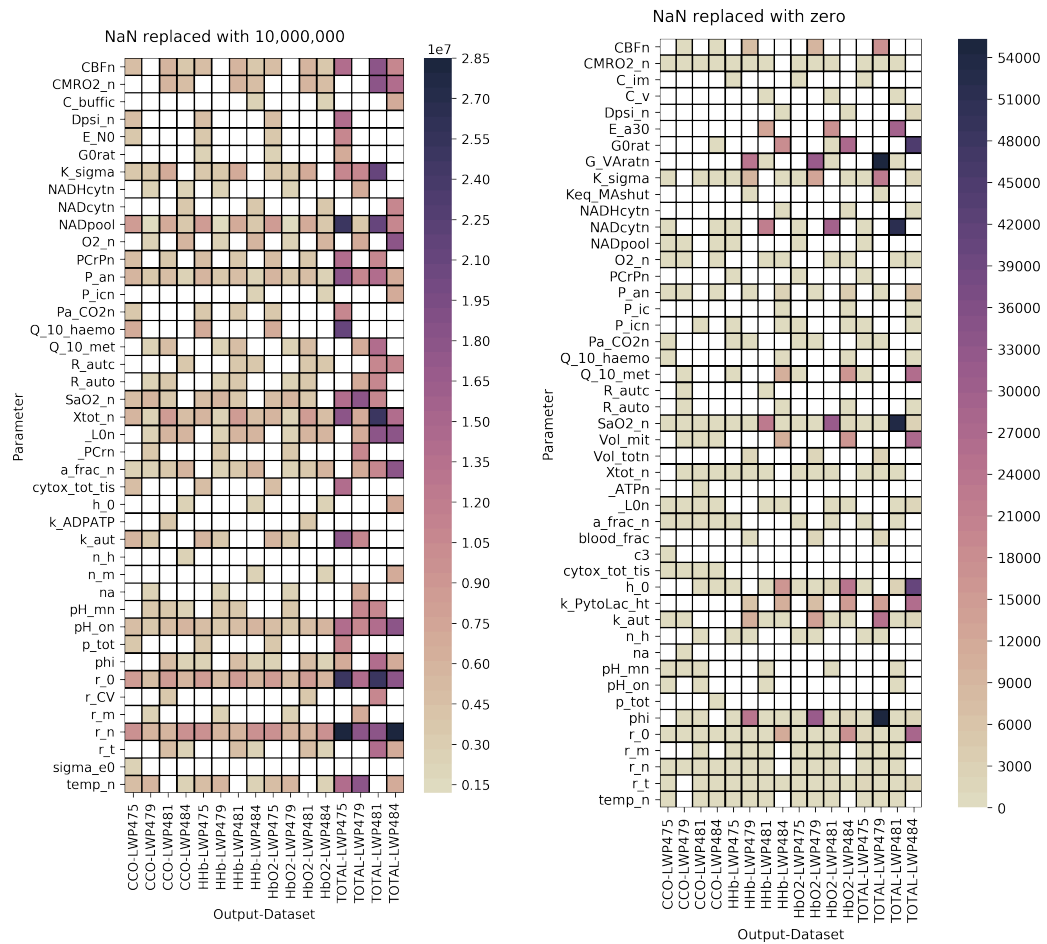 NaN replaced with 10,000,000
1e7
CBFn
CMRO2_n
C_buffic
Dpsi_n
E_N0
G0rat
K_sigma
NADHcytn
NADcytn
NADpool
O2_n
PCrPn
P_an
P_icn
Pa_CO2n
Q_10_haemo
Q_10_met
R_autc
R_auto
SaO2_n
Xtot_n
_L0n
_PCrn
a_frac_n
cytox_tot_tis
h_0
k_ADPATP
k_aut
n_h
n_m
na
pH_mn
pH_on
p_tot
phi
r_0
r_CV
r_m
r_n
r_t
sigma_e0
temp_n
Parameter
CCO-LWP475
CCO-LWP479
CCO-LWP481
CCO-LWP484
HHb-LWP475
HHb-LWP479
HHb-LWP481
HHb-LWP484
HbO2-LWP475
HbO2-LWP479
HbO2-LWP481
HbO2-LWP484
TOTAL-LWP475
TOTAL-LWP479
TOTAL-LWP481
TOTAL-LWP484
Output-Dataset
2.85
2.70
2.55
2.40
2.25
2.10
1.95
1.80
1.65
1.50
1.35
1.20
1.05
0.90
0.75
0.60
0.45
0.30
0.15
NaN replaced with zero
CBFn
CMRO2_n
C_im
C_v
Dpsi_n
E_a30
G0rat
G_VAratn
K_sigma
Keq_MAshut
NADHcytn
NADcytn
NADpool
O2_n
PCrPn
P_an
P_ic
P_icn
Pa_CO2n
Q_10_haemo
Q_10_met
R_autc
R_auto
SaO2_n
Vol_mit
Vol_totn
Xtot_n
_ATPn
_L0n
a_frac_n
blood_frac
c3
cytox_tot_tis
h_0
k_PytoLac_ht
k_aut
n_h
na
pH_mn
pH_on
p_tot
phi
r_0
r_m
r_n
r_t
temp_n
Parameter
CCO-LWP475
CCO-LWP479
CCO-LWP481
CCO-LWP484
HHb-LWP475
HHb-LWP479
HHb-LWP481
HHb-LWP484
HbO2-LWP475
HbO2-LWP479
HbO2-LWP481
HbO2-LWP484
TOTAL-LWP475
TOTAL-LWP479
TOTAL-LWP481
TOTAL-LWP484
Output-Dataset
54000
51000
48000
45000
42000
39000
36000
33000
30000
27000
24000
21000
18000
15000
12000
9000
6000
3000
0